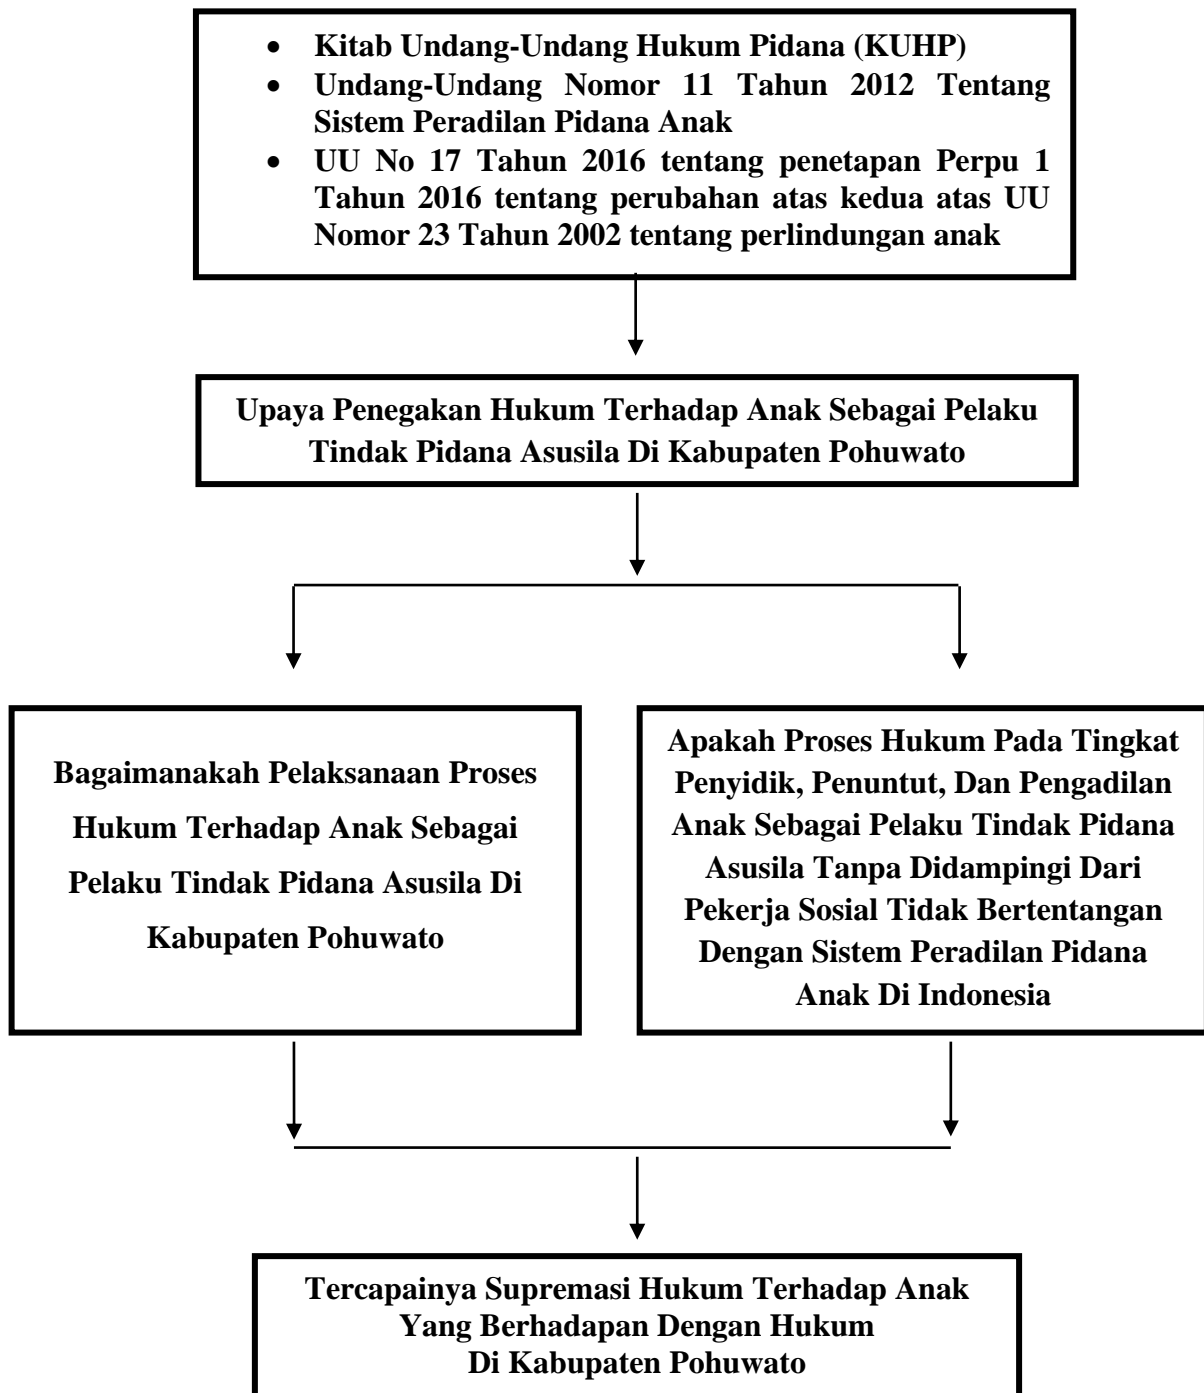 • Kitab Undang-Undang Hukum Pidana (KUHP)
• Undang-Undang Nomor 11 Tahun 2012 Tentang
Sistem Peradilan Pidana Anak
• UU No 17 Tahun 2016 tentang penetapan Perpu 1
Tahun 2016 tentang perubahan atas kedua atas UU
Nomor 23 Tahun 2002 tentang perlindungan anak
Upaya Penegakan Hukum Terhadap Anak Sebagai Pelaku
Tindak Pidana Asusila Di Kabupaten Pohuwato
Bagaimanakah Pelaksanaan Proses
Hukum Terhadap Anak Sebagai
Pelaku Tindak Pidana Asusila Di
Kabupaten Pohuwato
Apakah Proses Hukum Pada Tingkat
Penyidik, Penuntut, Dan Pengadilan
Anak Sebagai Pelaku Tindak Pidana
Asusila Tanpa Didampingi Dari
Pekerja Sosial Tidak Bertentangan
Dengan Sistem Peradilan Pidana
Anak Di Indonesia
Tercapainya Supremasi Hukum Terhadap Anak
Yang Berhadapan Dengan Hukum
Di Kabupaten Pohuwato